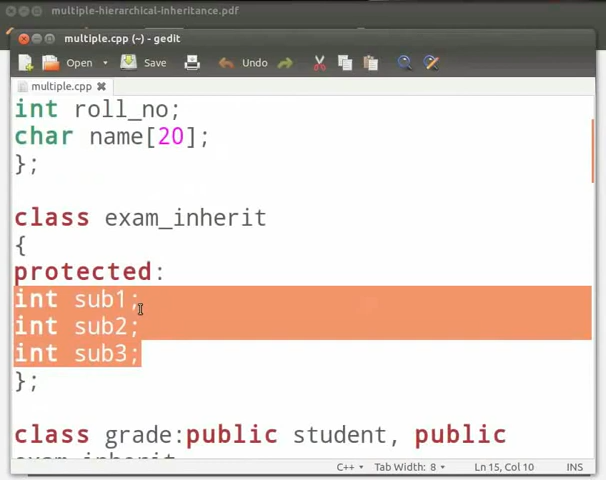 multiple-hierarchical-inheritance.pdf
multiple.cpp (~) - gedit
Open Save Undo
multiple.cpp
int roll_no;
char name[20];
};
class exam_inherit
{
protected:
int sub1;
int sub2;
int sub3;
};
class grade:public student, public
exam_inherit
C++ Tab Width: 8 Ln 15, Col 10 INS